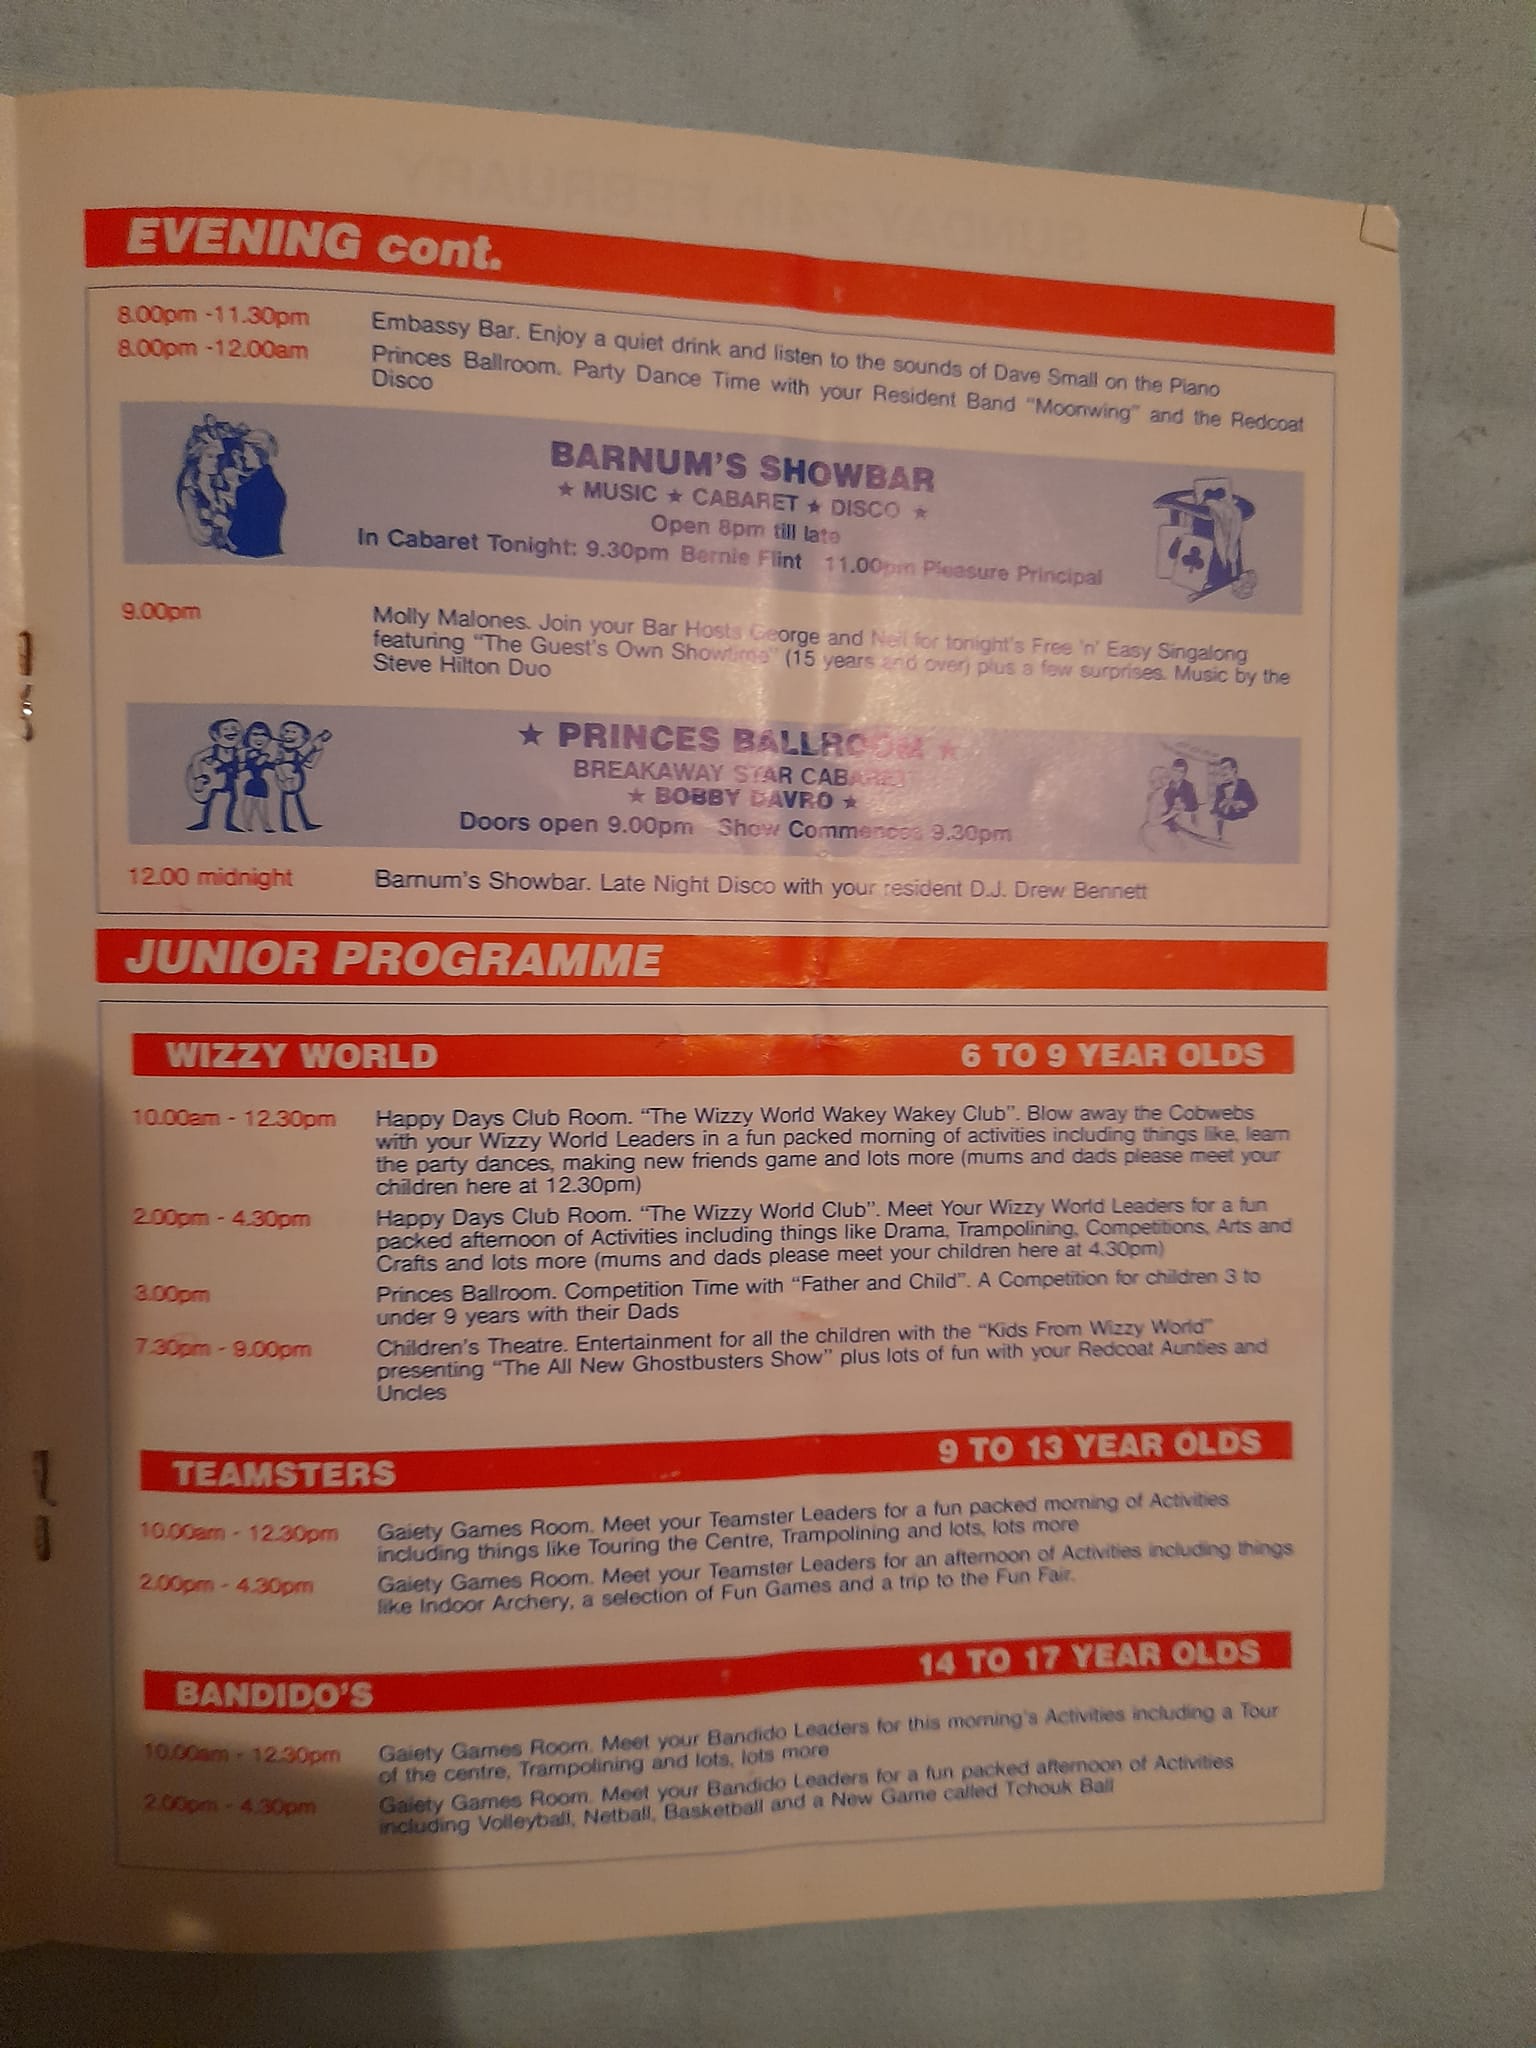 EVENING cont.
8.00pm -11.30pm Embassy Bar. Enjoy a quiet drink and listen to the sounds of Dave Small on the Piano
8.00pm -12.00am Princes Ballroom. Party Dance Time with your Resident Band “Moonwing” and the Redcoat
Disco
BARNUM'S SHOWBAR
★ MUSIC ★ CABARET ★ DISCO ★
Open 8pm till late
In Cabaret Tonight: 9.30pm Bernie Flint 11.00pm Pleasure Principal
9.00pm Molly Malones. Join your Bar Hosts George and Neil for tonight's Free 'n' Easy Singalong
featuring “The Guest's Own Showtime” (15 years and over) plus a few surprises. Music by the
Steve Hilton Duo
★ PRINCES BALLROOM ★
BREAKAWAY STAR CABARET
★ BOBBY DAVRO ★
Doors open 9.00pm Show Commences 9.30pm
12.00 midnight Barnum's Showbar. Late Night Disco with your resident D.J. Drew Bennett
JUNIOR PROGRAMME
WIZZY WORLD 6 TO 9 YEAR OLDS
10.00am - 12.30pm Happy Days Club Room. “The Wizzy World Wakey Wakey Club”. Blow away the Cobwebs
with your Wizzy World Leaders in a fun packed morning of activities including things like, learn
the party dances, making new friends game and lots more (mums and dads please meet your
children here at 12.30pm)
2.00pm - 4.30pm Happy Days Club Room. “The Wizzy World Club”. Meet Your Wizzy World Leaders for a fun
packed afternoon of Activities including things like Drama, Trampolining, Competitions, Arts and
Crafts and lots more (mums and dads please meet your children here at 4.30pm)
3.00pm Princes Ballroom. Competition Time with “Father and Child”. A Competition for children 3 to
under 9 years with their Dads
7.30pm - 9.00pm Children's Theatre. Entertainment for all the children with the “Kids From Wizzy World”
presenting “The All New Ghostbusters Show” plus lots of fun with your Redcoat Aunties and
Uncles
TEAMSTERS 9 TO 13 YEAR OLDS
10.00am - 12.30pm Gaiety Games Room. Meet your Teamster Leaders for a fun packed morning of Activities
including things like Touring the Centre, Trampolining and lots, lots more
2.00pm - 4.30pm Gaiety Games Room. Meet your Teamster Leaders for an afternoon of Activities including things
like Indoor Archery, a selection of Fun Games and a trip to the Fun Fair.
BANDIDO'S 14 TO 17 YEAR OLDS
10.00am - 12.30pm Gaiety Games Room. Meet your Bandido Leaders for this morning's Activities including a Tour
of the centre, Trampolining and lots, lots more
2.00pm - 4.30pm Gaiety Games Room. Meet your Bandido Leaders for a fun packed afternoon of Activities
including Volleyball, Netball, Basketball and a New Game called Tchouk Ball